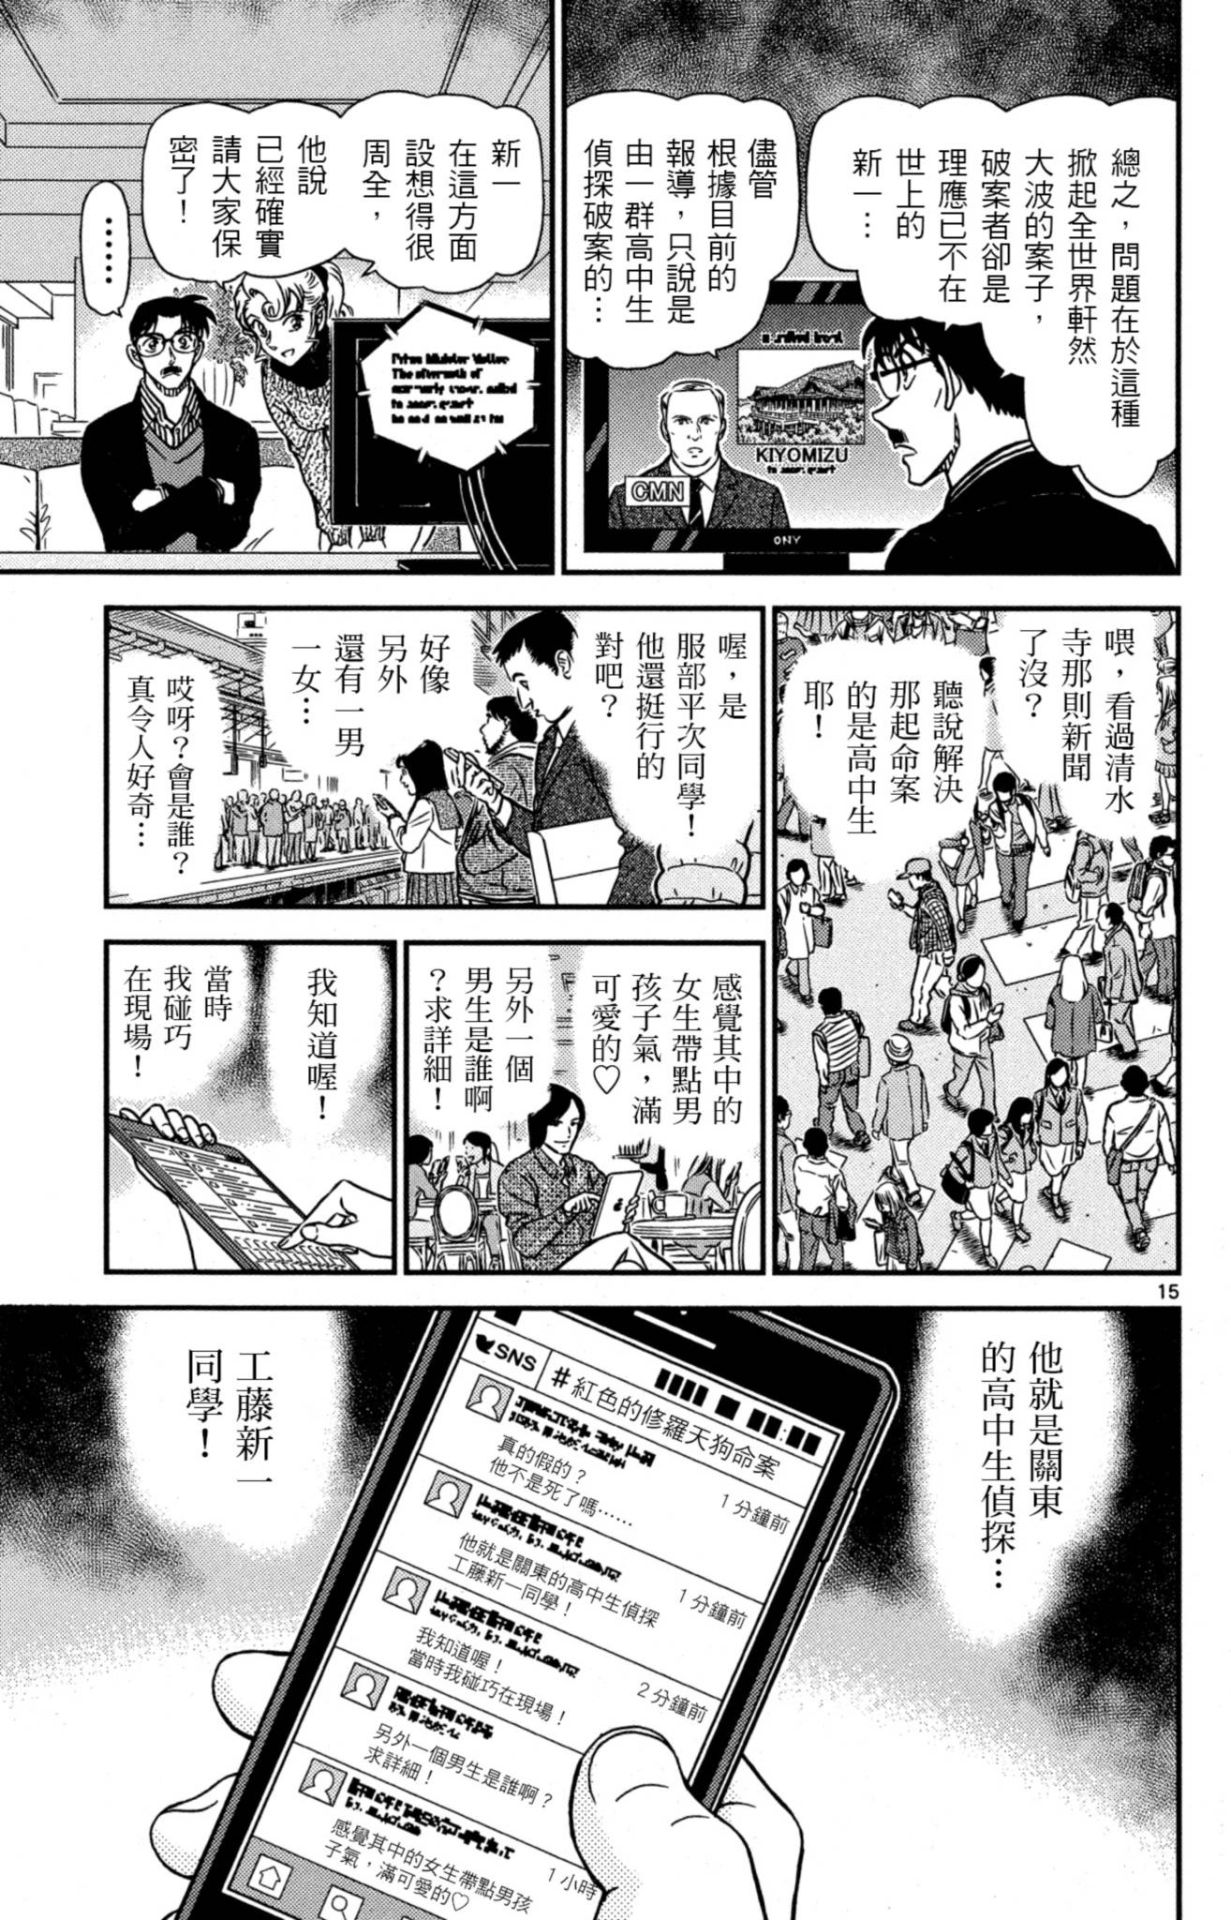 總之，問題在於這種
掀起全世界軒然
大波的案子，
破案者卻是
理應已不在
世上的
新一…
儘管
根據目前的
報導，只說是
由一群高中生
偵探破案的…
KIYOMIZU
CMN
ONY
新一
在這方面
設想得很
周全，
他說
已經確實
請大家保
密了！
……
喂，看過清水
寺那則新聞
了沒？
聽說解決
那起命案
的是高中生
耶！
喔，是
服部平次同學！
他還挺行的
對吧？
好像
另外
還有一男
一女…
哎呀？會是誰？
真令人好奇…
感覺其中的
女生帶點男
孩子氣，滿
可愛的♡
另外一個
男生是誰啊
？求詳細！
我知道喔！
當時
我碰巧
在現場！
15
他就是關東
的高中生偵探…
工藤新一
同學！
SNS
#紅色的修羅天狗命案
真的假的？
他不是死了嗎……
1分鐘前
他就是關東的高中生偵探
工藤新一同學！
1分鐘前
我知道喔！
當時我碰巧在現場！
2分鐘前
另外一個男生是誰啊？
求詳細！
感覺其中的女生帶點男孩
子氣，滿可愛的♡
1小時